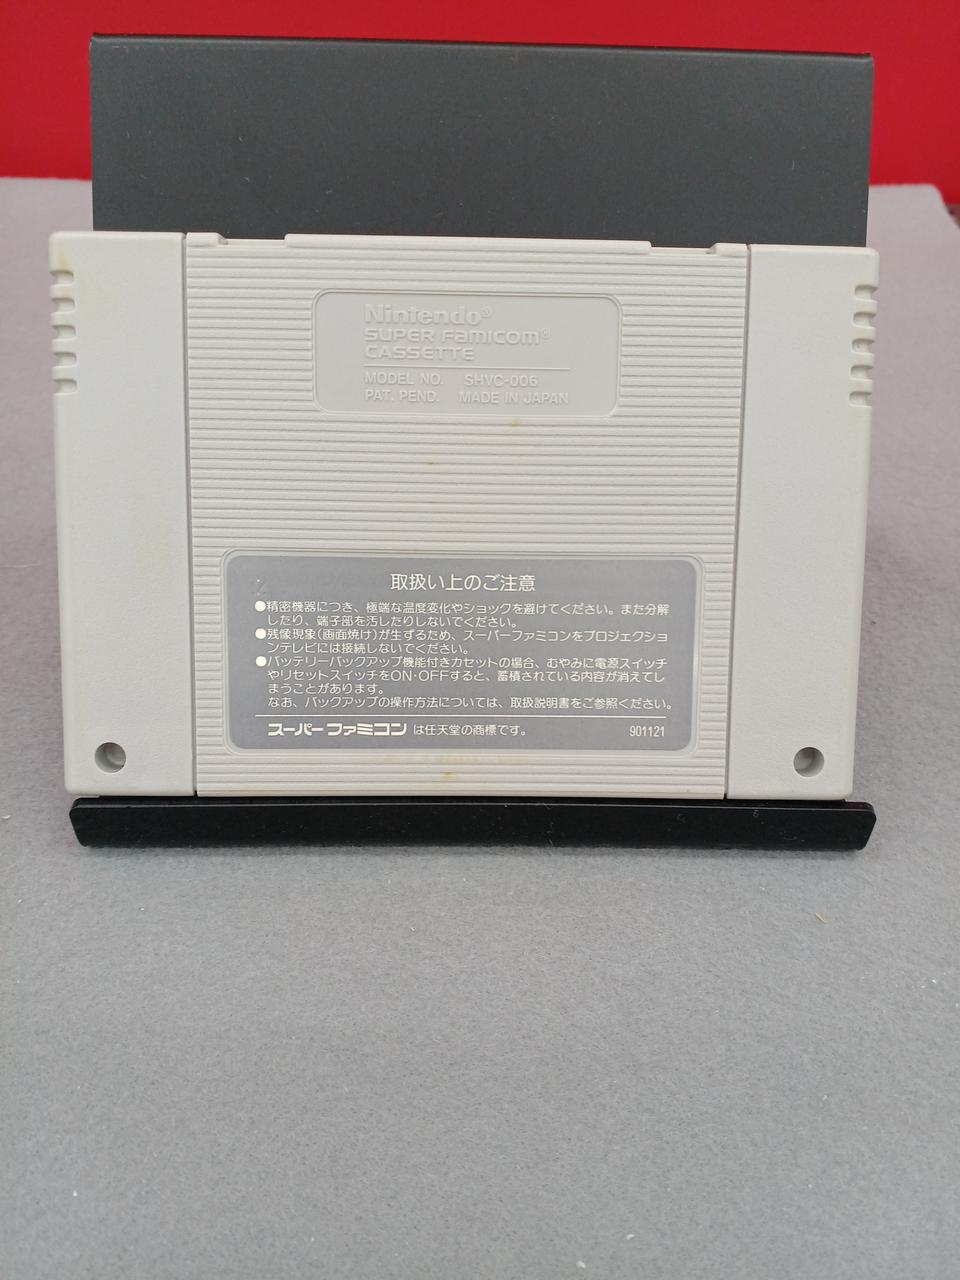 Nintendo®
SUPER FAMICOM®
CASSETTE
MODEL NO. SHVC-006
PAT. PEND. MADE IN JAPAN
取扱い上のご注意
●精密機器につき、極端な温度変化やショックを避けてください。また分解
したり、端子部を汚したりしないでください。
●残像現象(画面焼け)が生ずるため、スーパーファミコンをプロジェクショ
ンテレビには接続しないでください。
●バッテリーバックアップ機能付きカセットの場合、むやみに電源スイッチ
やリセットスイッチをON・OFFすると、蓄積されている内容が消えてし
まうことがあります。
なお、バックアップの操作方法については、取扱説明書をご参照ください。
スーパーファミコンは任天堂の商標です。 901121